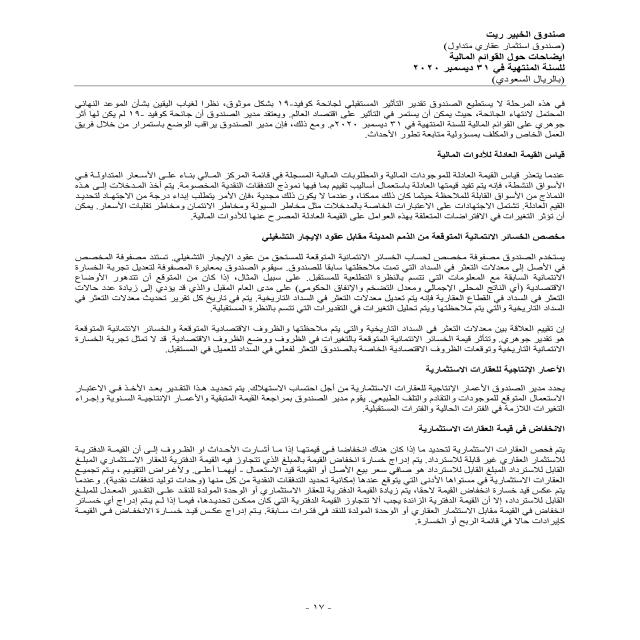 صندوق الخبير ريت
(صندوق استثمار عقاري متداول)
إيضاحات حول القوائم المالية
للسنة المنتهية في ٣١ ديسمبر ٢٠٢٠
(بالريال السعودي)
في هذه المرحلة لا يستطيع الصندوق تقدير التأثير المستقبلي لجائحة كوفيد-١٩ بشكل موثوق، نظرا لغياب اليقين بشأن الموعد النهائي
المحتمل لانتهاء الجائحة، حيث يمكن أن يستمر في التأثير على اقتصاد العالم. ويعتقد مدير الصندوق أن جائحة كوفيد -١٩ لم يكن لها أثر
جوهري على القوائم المالية للسنة المنتهية في ٣١ ديسمبر ٢٠٢٠م. ومع ذلك، فإن مدير الصندوق يراقب الوضع باستمرار من خلال فريق
العمل الخاص والمكلف بمسؤولية متابعة تطور الأحداث.
قياس القيمة العادلة للأدوات المالية
عندما يتعذر قياس القيمة العادلة للموجودات المالية والمطلوبات المالية المسجلة في قائمة المركز المالي بناء على الأسعار المتداولة في
الأسواق النشطة، فإنه يتم تفيد قيمتها العادلة باستعمال أساليب تقييم بما فيها نموذج التدفقات النقدية المخصومة. يتم أخذ المدخلات إلى هذه
النماذج من الأسواق القابلة للملاحظة حيثما كان ذلك ممكنا، وعندما لا يكون ذلك مجدية ،فإن الأمر يتطلب إبداء درجة من الاجتهاد لتحديد
القيم العادلة. تشتمل الاجتهادات على الاعتبارات الخاصة بالمدخلات مثل مخاطر السيولة ومخاطر الائتمان ومخاطر تقلبات الأسعار. يمكن
أن تؤثر التغيرات في الافتراضات المتعلقة بهذه العوامل على القيمة العادلة المصرح عنها للأدوات المالية.
مخصص الخسائر الائتمانية المتوقعة من الذمم المدينة مقابل عقود الإيجار التشغيلي
يستخدم الصندوق مصفوفة مخصص لحساب الخسائر الائتمانية المتوقعة للمستحق من عقود الإيجار التشغيلي. تستند مصفوفة المخصص
في الأصل إلى معدلات التعثر في السداد التي تمت ملاحظتها سابقا للصندوق. سيقوم الصندوق بمعايرة المصفوفة لتعديل تجربة الخسارة
الائتمانية السابقة مع المعلومات التي تتسم بالنظرة التطلعية للمستقبل. على سبيل المثال، إذا كان من المتوقع أن تتدهور الأوضاع
الاقتصادية (أي الناتج المحلي الإجمالي ومعدل التضخم والإنفاق الحكومي) على مدى العام المقبل والذي قد يؤدي إلى زيادة عدد حالات
التعثر في السداد في القطاع العقارية فإنه يتم تعديل معدلات التعثر في السداد التاريخية. يتم في تاريخ كل تقرير تحديث معدلات التعثر في
السداد التاريخية والتي يتم ملاحظتها ويتم تحليل التغيرات في التقديرات التي تتسم بالنظرة المستقبلية.
إن تقييم العلاقة بين معدلات التعثر في السداد التاريخية والتي يتم ملاحظتها والظروف الاقتصادية المتوقعة والخسائر الائتمانية المتوقعة
هو تقدير جوهري. وتتأثر قيمة الخسائر الائتمانية المتوقعة بالتغيرات في الظروف ووضع الظروف الاقتصادية. قد لا تمثل تجربة الخسارة
الائتمانية التاريخية وتوقعات الظروف الاقتصادية الخاصة بالصندوق التعثر لفعلي في السداد للعميل في المستقبل.
الأعمار الإنتاجية للعقارات الاستثمارية
يحدد مدير الصندوق الأعمار الإنتاجية للعقارات الاستثمارية من أجل احتساب الاستهلاك. يتم تحديد هذا التقدير بعد الأخذ في الاعتبار
الاستعمال المتوقع للموجودات والتقادم والتلف الطبيعي. يقوم مدير الصندوق بمراجعة القيمة المتبقية والأعمار الإنتاجية السنوية وإجراء
التغيرات اللازمة في الفترات الحالية والفترات المستقبلية.
الانخفاض في قيمة العقارات الاستثمارية
يتم فحص العقارات الاستثمارية لتحديد ما إذا كان هناك انخفاضا في قيمتها إذا ما أشارت الأحداث او الظروف إلى أن القيمة الدفترية
للاستثمار العقاري غير قابلة للاسترداد. يتم إدراج خسارة انخفاض القيمة بالمبلغ الذي تتجاوز فيه القيمة الدفترية للعقار الاستثماري المبلغ
القابل للاسترداد المبلغ القابل للاسترداد هو صافي سعر بيع الأصل أو القيمة قيد الاستعمال - أيهما أعلى. ولأغراض التقييم ، يتم تجميع
العقارات الاستثمارية في مستواها الأدنى التي يتوقع عندها إمكانية تحديد التدفقات النقدية من كل منها (وحدات توليد تدفقات نقدية). وعندما
يتم عكس قيد خسارة انخفاض القيمة لاحقا، يتم زيادة القيمة الدفترية للعقار الاستثماري أو الوحدة المولدة للنقد على التقدير المعدل للمبلغ
القابل للاسترداد، إلا أن القيمة الدفترية الزائدة يجب ألا تتجاوز القيمة الدفترية التي كان ممكن تحديدها، فيما إذا لم يتم إدراج أي خسائر
انخفاض في القيمة مقابل الاستثمار العقاري أو الوحدة المولدة للنقد في فترات سابقة. يتم إدراج عكس قيد خسارة الانخفاض في القيمة
كإيرادات حالا في قائمة الربح أو الخسارة.
- ١٧ -